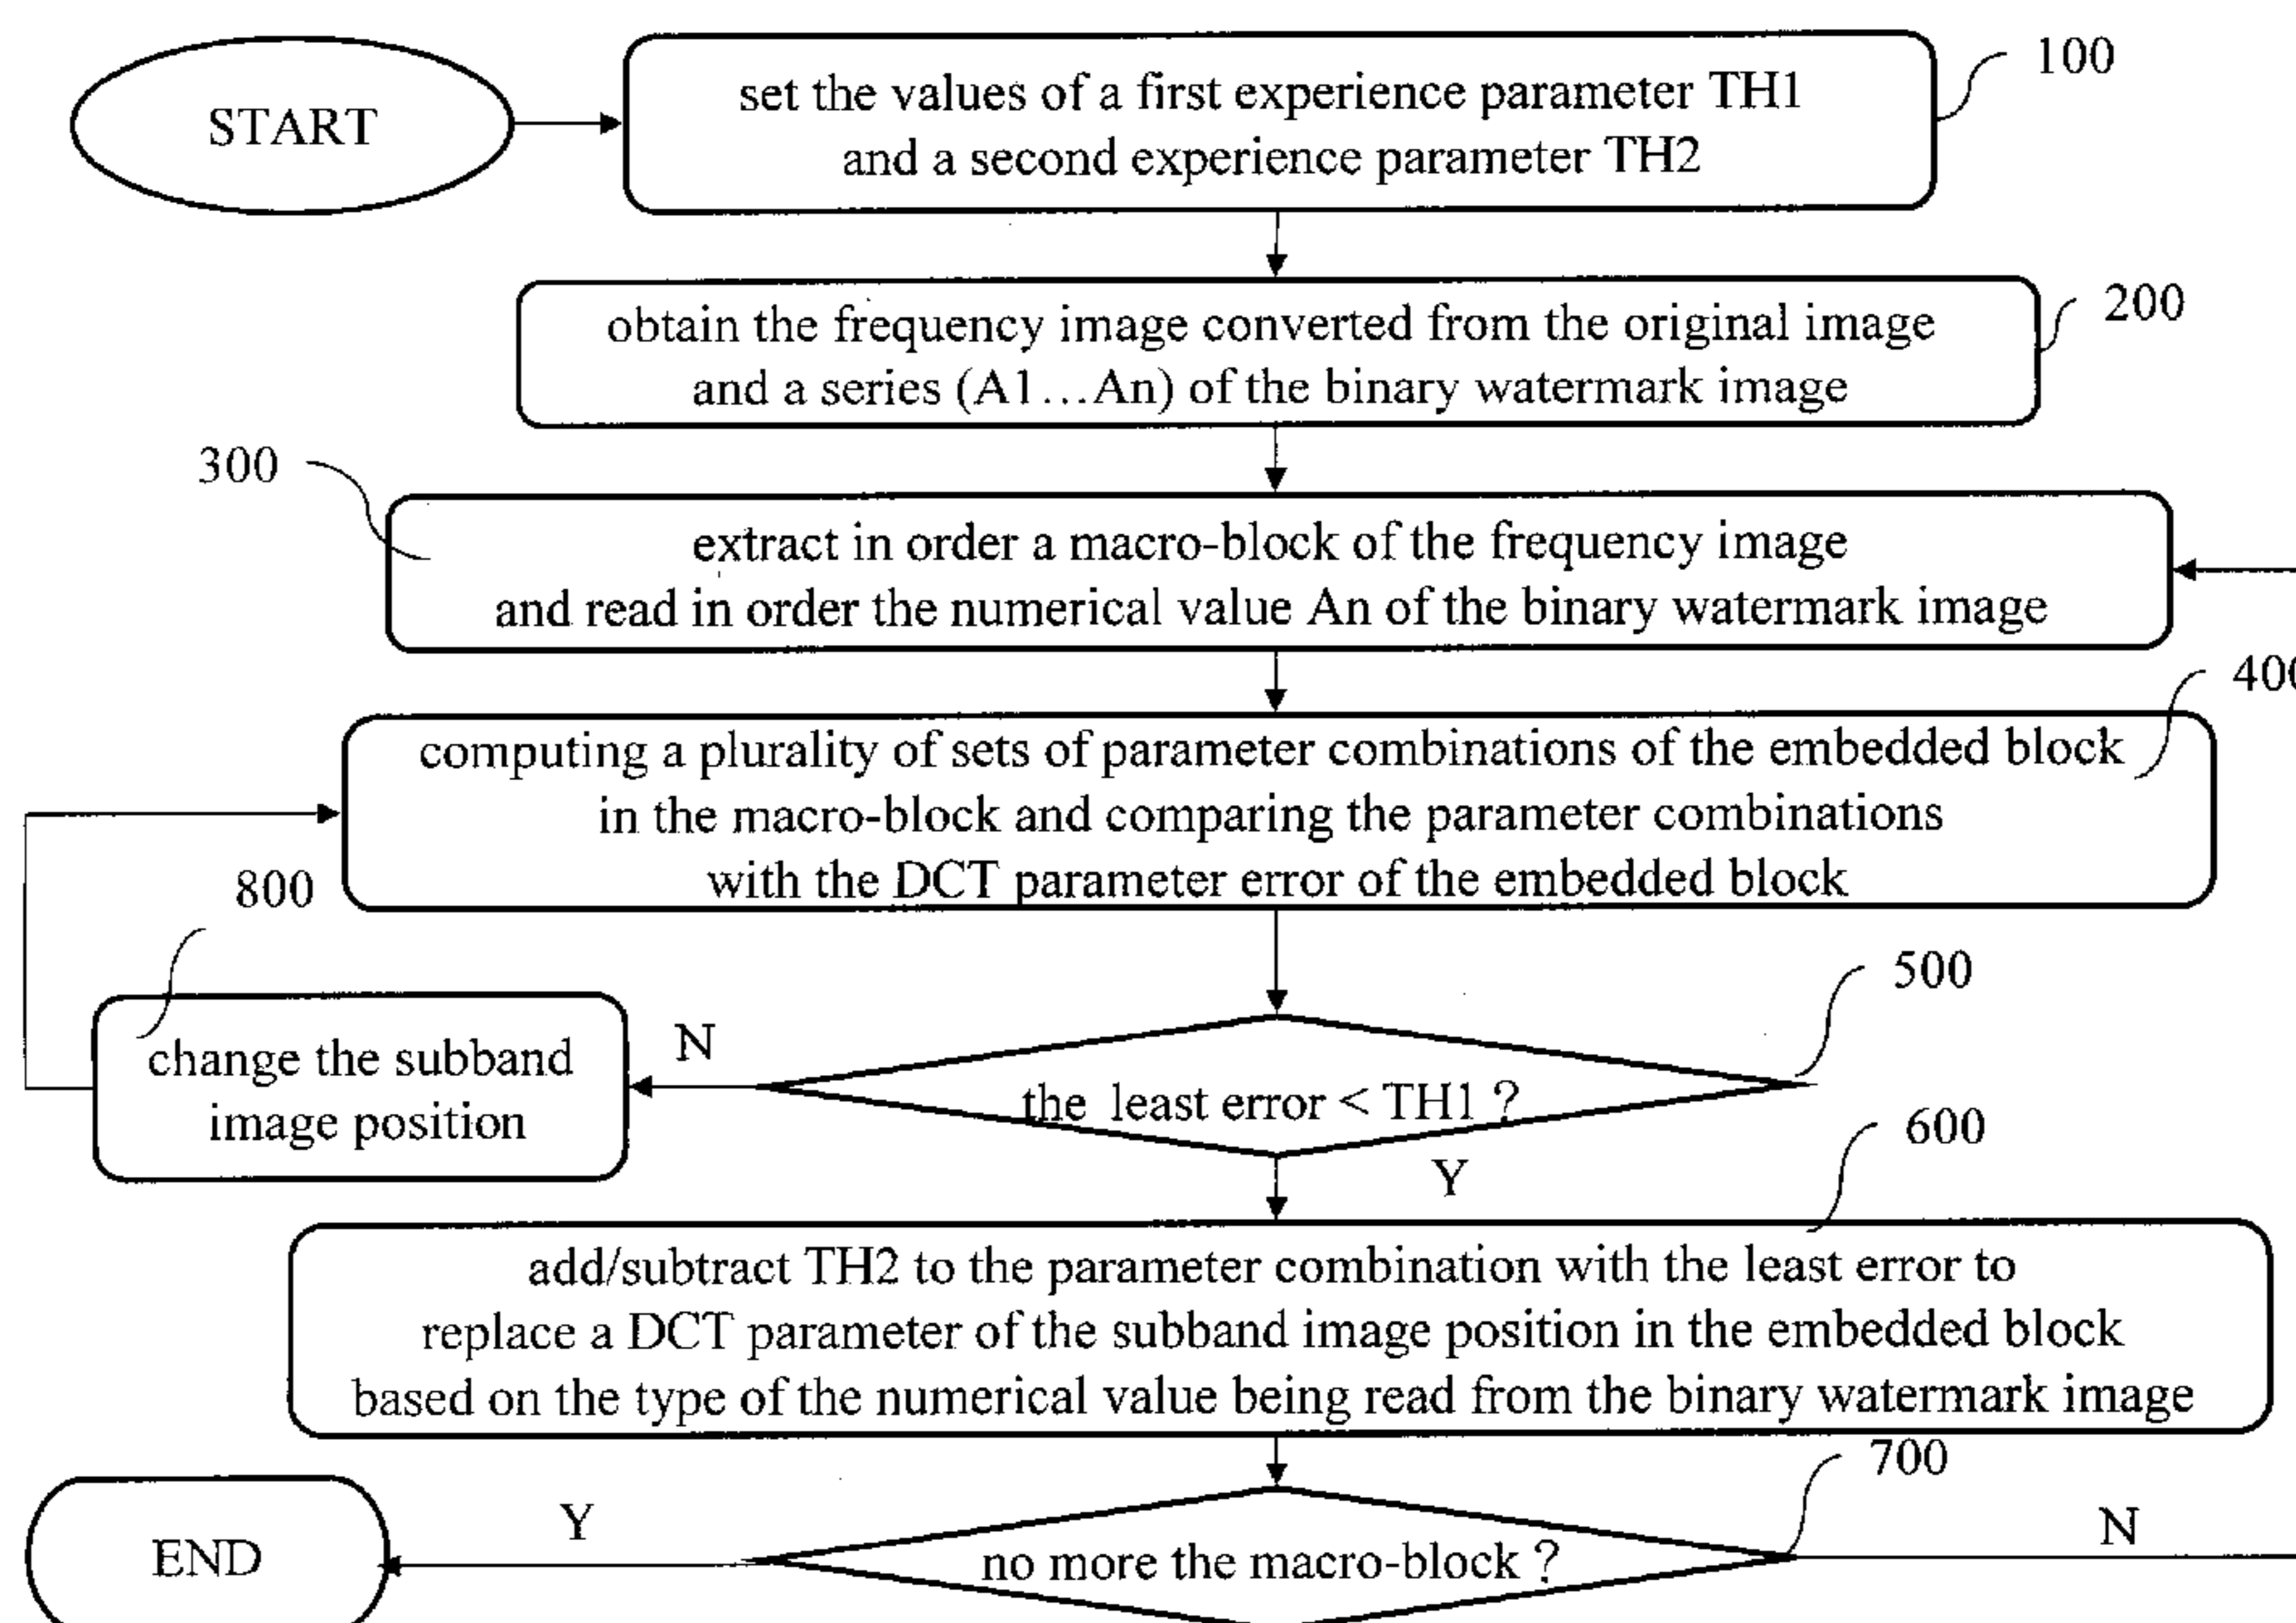 START
set the values of a first experience parameter TH1
and a second experience parameter TH2
100
obtain the frequency image converted from the original image
and a series (A1...An) of the binary watermark image
200
300
extract in order a macro-block of the frequency image
and read in order the numerical value An of the binary watermark image
400
computing a plurality of sets of parameter combinations of the embedded block
in the macro-block and comparing the parameter combinations
with the DCT parameter error of the embedded block
800
change the subband
image position
N
the least error < TH1 ?
500
Y
600
add/subtract TH2 to the parameter combination with the least error to
replace a DCT parameter of the subband image position in the embedded block
based on the type of the numerical value being read from the binary watermark image
700
END
Y
no more the macro-block ?
N